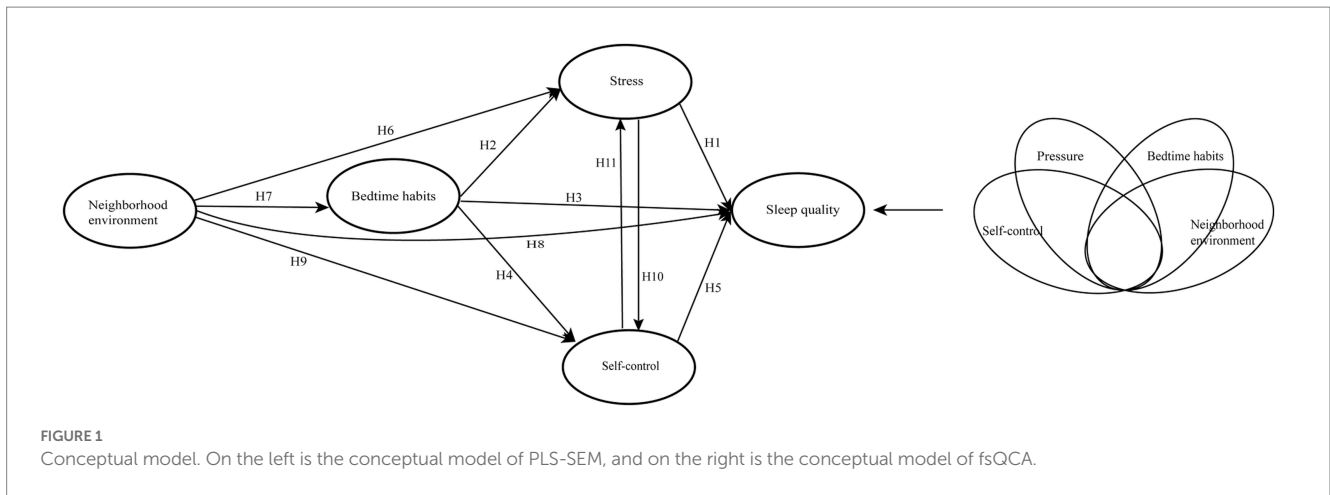 Stress
H6
H2
H1
H11
Pressure
Bedtime habits
Neighborhood
environment
H7
Bedtime habits
H3
Sleep quality
Self-control
Neighborhood
environment
H8
H9
H4
H10
H5
Self-control
FIGURE 1
Conceptual model. On the left is the conceptual model of PLS-SEM, and on the right is the conceptual model of fsQCA.